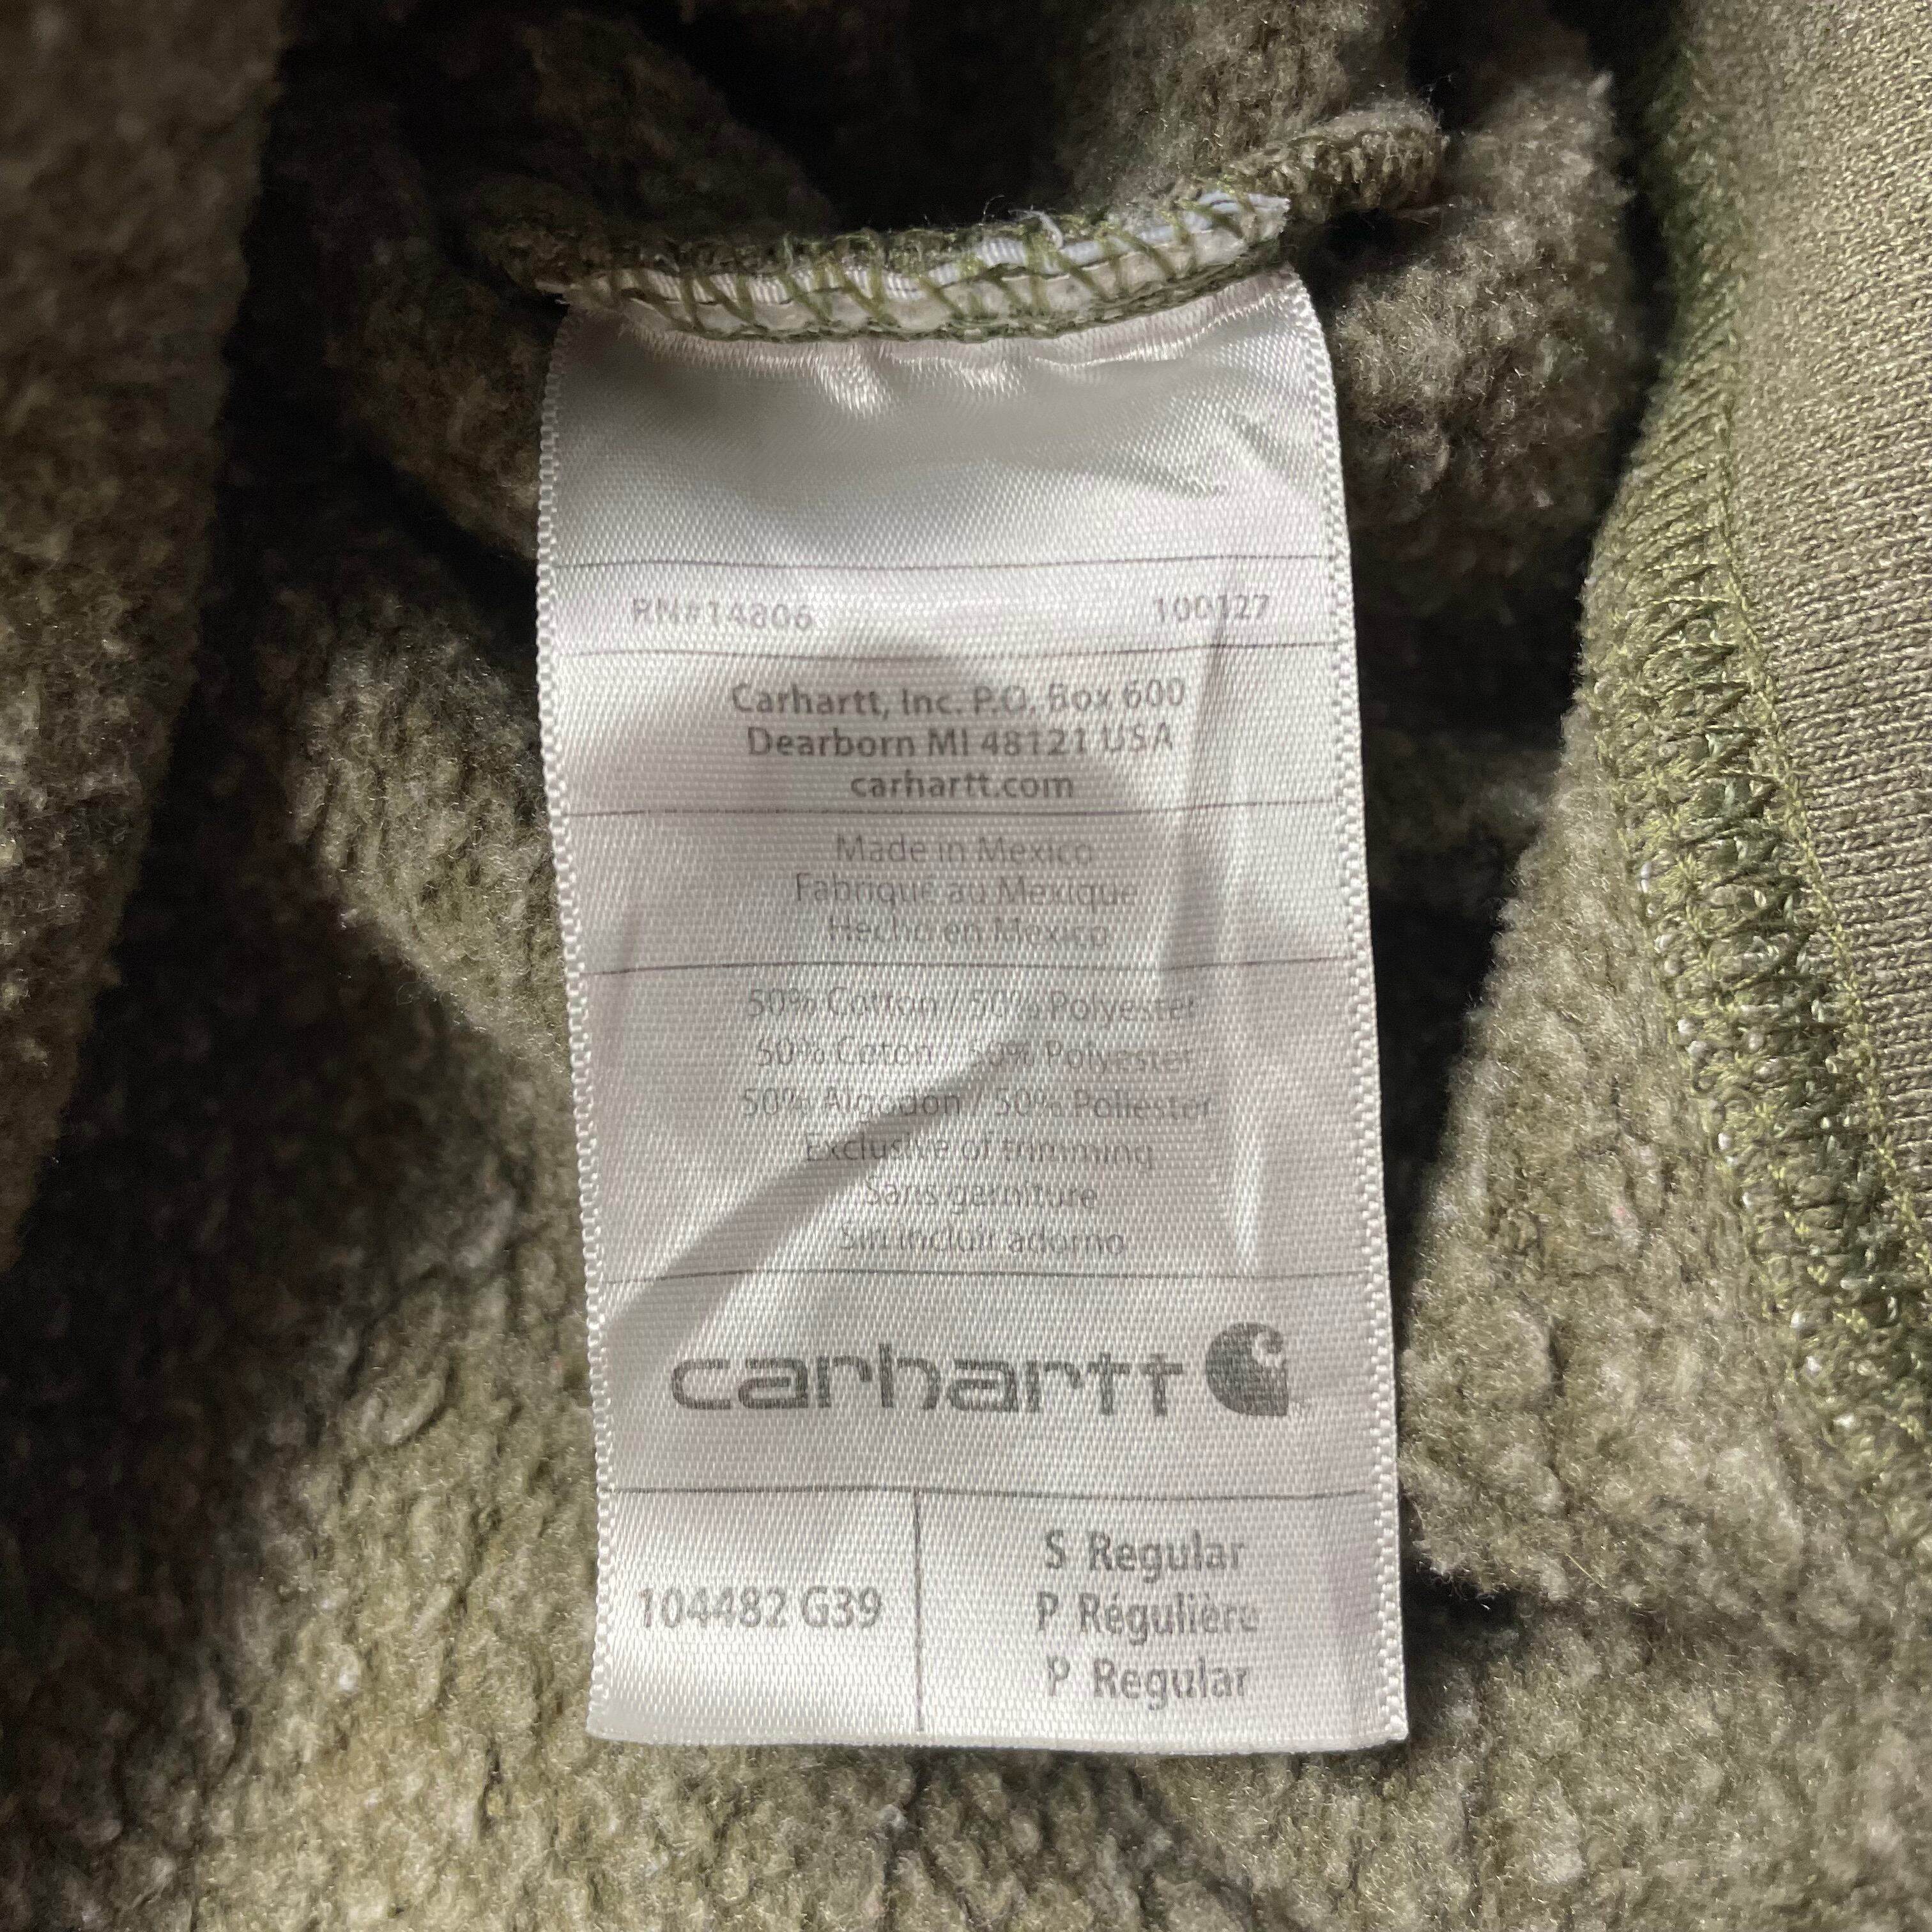 RN#14806 100127
Carhartt, Inc. P.O. Box 600
Dearborn MI 48121 USA
carhartt.com
Made in Mexico
Fabriqué au Mexique
Hecho en Mexico
50% Cotton / 50% Polyester
50% Coton / 50% Polyester
50% Algodon / 50% Poliester
Exclusive of trimming
Sans garniture
Sin incluir adorno
carhartt
104482 G39
S Regular
P Régulière
P Regular